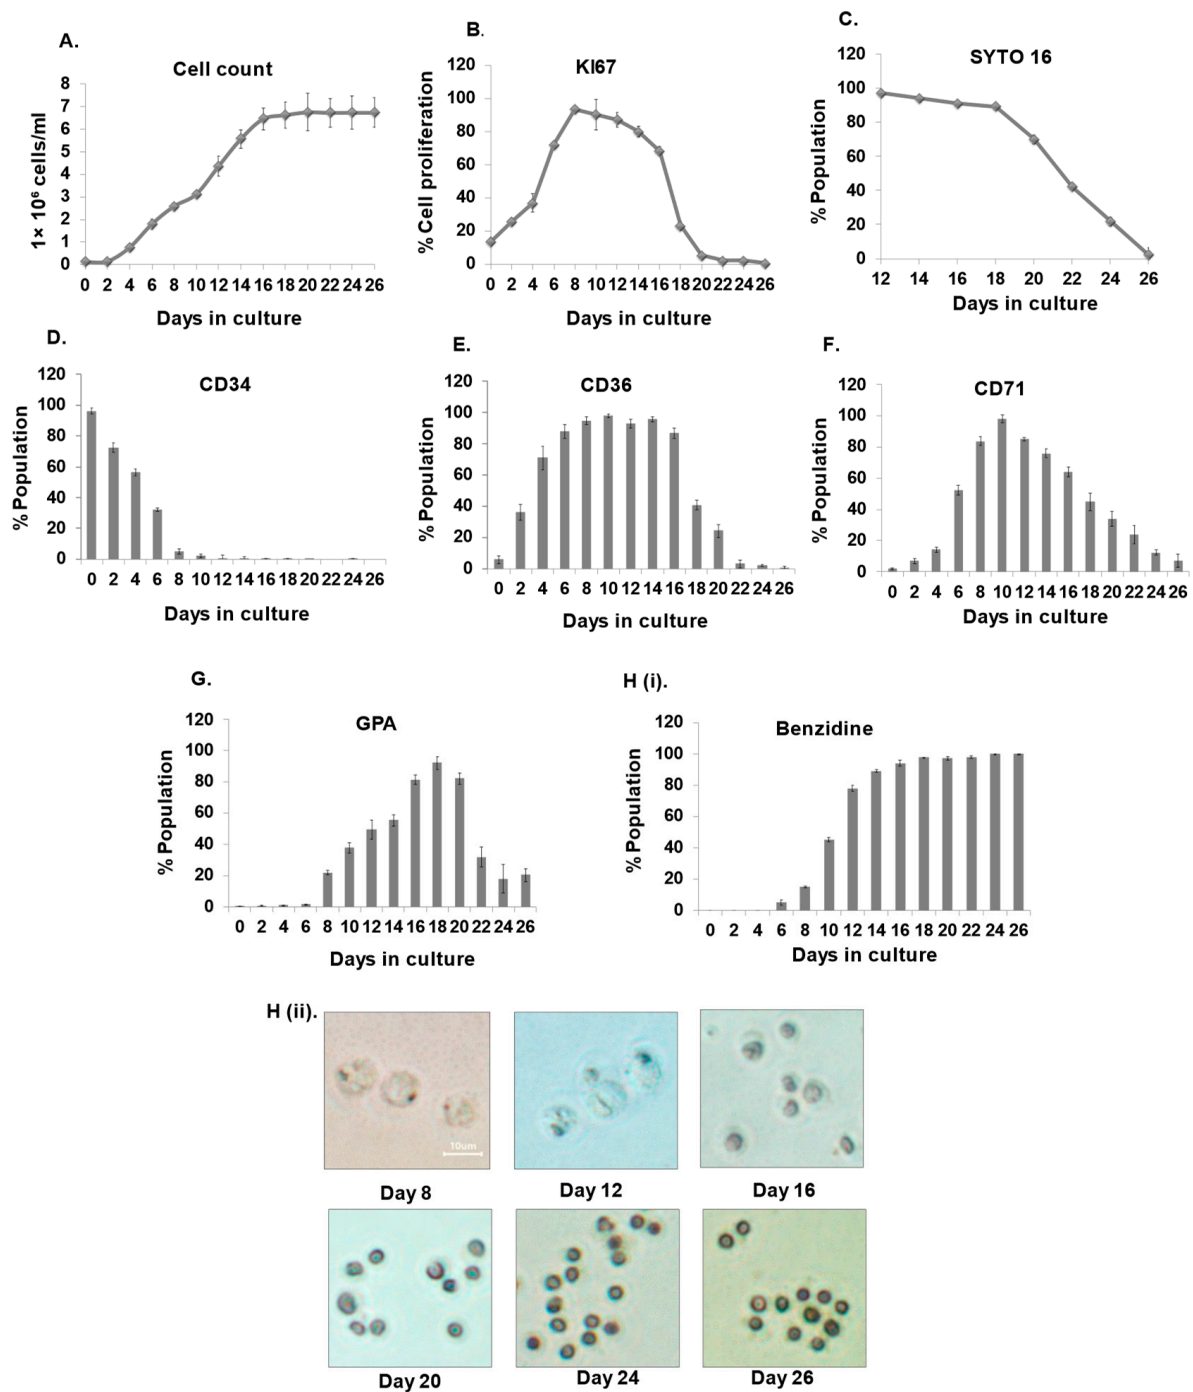 A.
Cell count
8
7
6
5
4
3
2
1
0
1× 10⁶ cells/ml
0 2 4 6 8 10 12 14 16 18 20 22 24 26
Days in culture
B.
KI67
120
100
80
60
40
20
0
% Cell proliferation
0 2 4 6 8 10 12 14 16 18 20 22 24 26
Days in culture
C.
SYTO 16
120
100
80
60
40
20
0
% Population
12 14 16 18 20 22 24 26
Days in culture
D.
CD34
120
100
80
60
40
20
0
% Population
0 2 4 6 8 10 12 14 16 18 20 22 24 26
Days in culture
E.
CD36
120
100
80
60
40
20
0
% Population
0 2 4 6 8 10 12 14 16 18 20 22 24 26
Days in culture
F.
CD71
120
100
80
60
40
20
0
% Population
0 2 4 6 8 10 12 14 16 18 20 22 24 26
Days in culture
G.
GPA
120
100
80
60
40
20
0
% Population
0 2 4 6 8 10 12 14 16 18 20 22 24 26
Days in culture
H (i).
Benzidine
120
100
80
60
40
20
0
% Population
0 2 4 6 8 10 12 14 16 18 20 22 24 26
Days in culture
H (ii).
10um
Day 8
Day 12
Day 16
Day 20
Day 24
Day 26